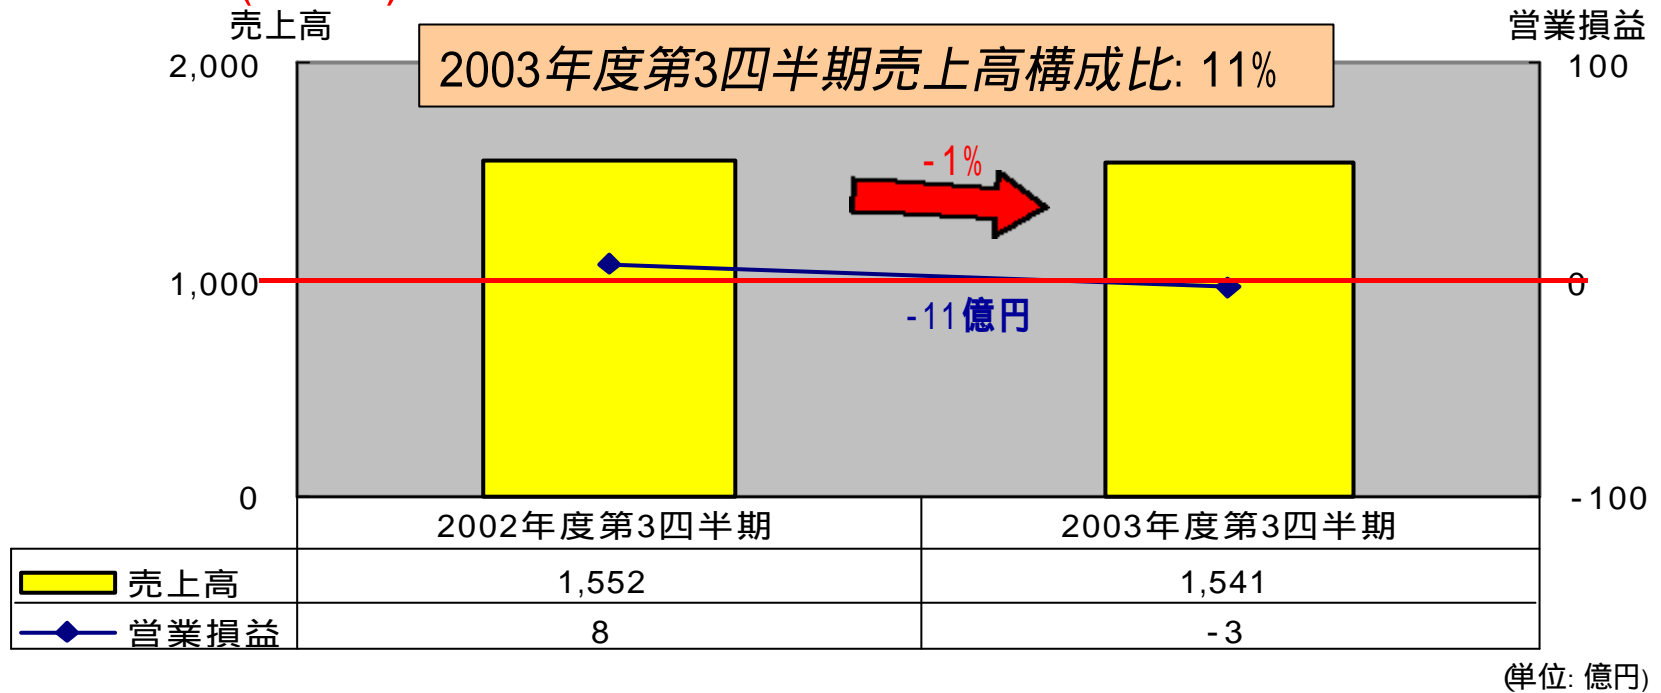 売上高
営業損益
2003年度第3四半期売上高構成比: 11%
2,000
100
-1%
1,000
0
-11億円
0
-100
2002年度第3四半期
2003年度第3四半期
売上高 1,552 1,541
営業損益 8 -3
(単位: 億円)